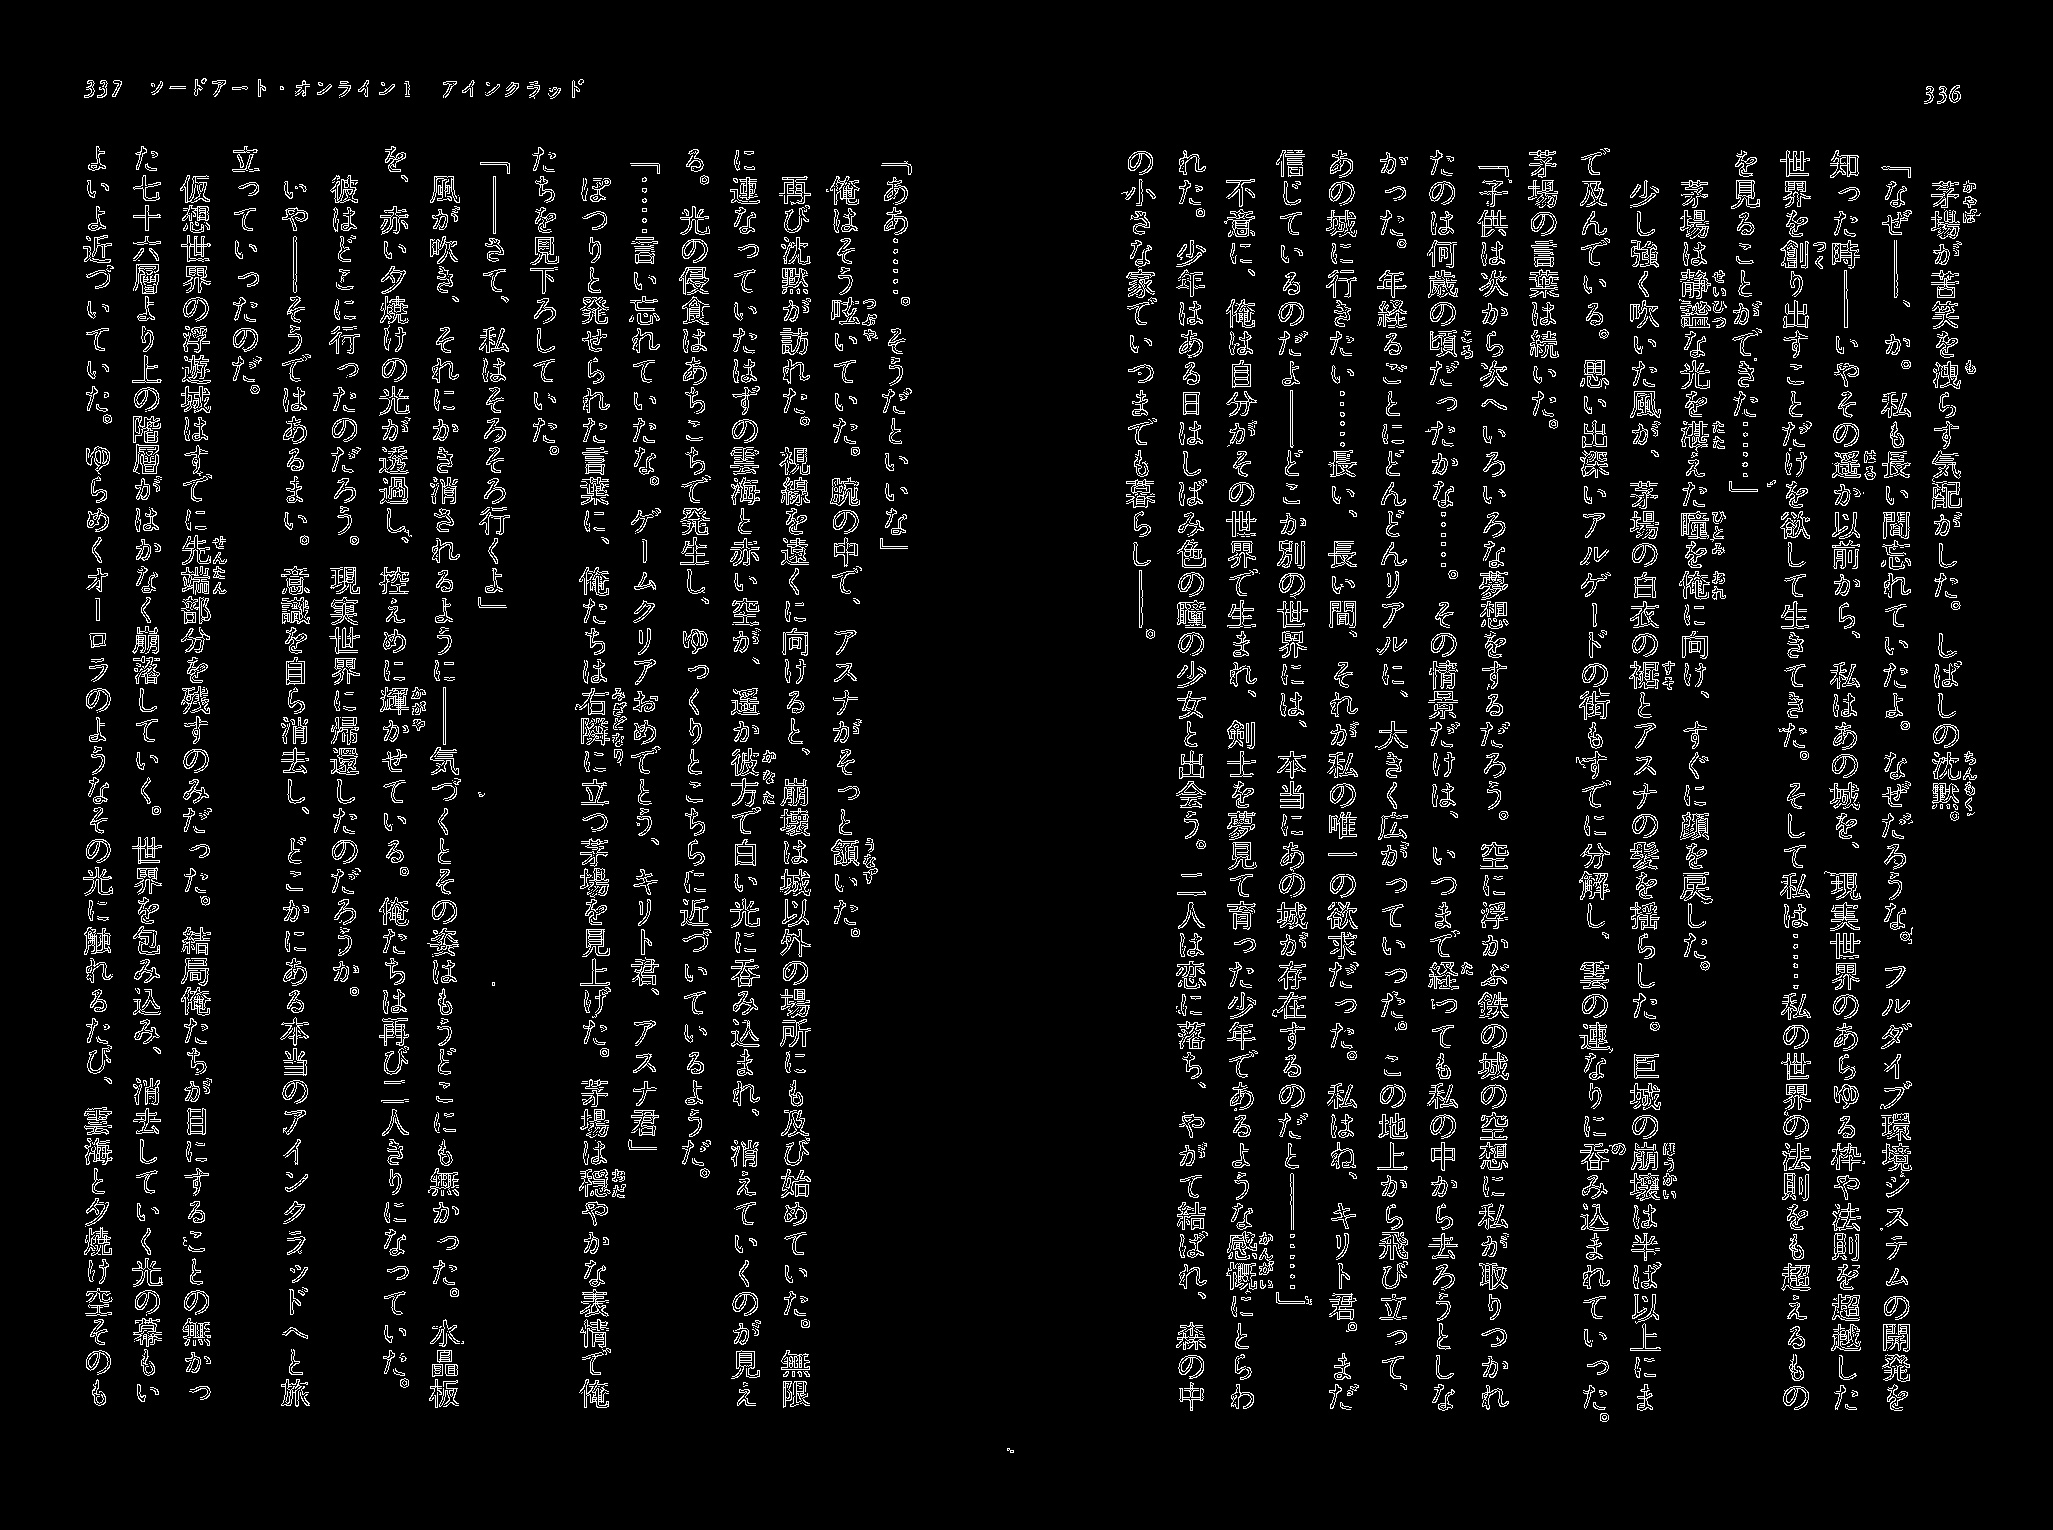 336
茅場が苦笑を洩らす気配がした。しばしの沈黙。
「なぜ——、か。私も長い間忘れていたよ。なぜだろうな。フルダイブ環境システムの開発を
知った時——いやその遥か以前から、私はあの城を、現実世界のあらゆる枠や法則を超越した
世界を創り出すことだけを欲して生きてきた。そして私は……私の世界の法則をも超えるもの
を見ることができた……」
茅場は静謐な光を湛えた瞳を俺に向け、すぐに顔を戻した。
少し強く吹いた風が、茅場の白衣の裾とアスナの髪を揺らした。巨城の崩壊は半ば以上にま
で及んでいる。思い出深いアルゲードの街もすでに分解し、雲の連なりに呑み込まれていった。
茅場の言葉は続いた。
「子供は次から次へいろいろな夢想をするだろう。空に浮かぶ鉄の城の空想に私が取りつかれ
たのは何歳の頃だったかな……。その情景だけは、いつまで経っても私の中から去ろうとしな
かった。年経るごとにどんどんリアルに、大きく広がっていった。この地上から飛び立って、
あの城に行きたい……長い、長い間、それが私の唯一の欲求だった。私はね、キリト君。まだ
信じているのだよ——どこか別の世界には、本当にあの城が存在するのだと——……」
不意に、俺は自分がその世界で生まれ、剣士を夢見て育った少年であるような感慨にとらわ
れた。少年はある日はしばみ色の瞳の少女と出会う。二人は恋に落ち、やがて結ばれ、森の中
の小さな家でいつまでも暮らし——。
337　ソードアート・オンライン1　アインクラッド
「ああ……。そうだといいな」
俺はそう呟いていた。腕の中で、アスナがそっと頷いた。
再び沈黙が訪れた。視線を遠くに向けると、崩壊は城以外の場所にも及び始めていた。無限
に連なっていたはずの雲海と赤い空が、遥か彼方で白い光に呑み込まれ、消えていくのが見え
る。光の侵食はあちこちで発生し、ゆっくりとこちらに近づいているようだ。
「……言い忘れていたな。ゲームクリアおめでとう、キリト君、アスナ君」
ぽつりと発せられた言葉に、俺たちは右隣に立つ茅場を見上げた。茅場は穏やかな表情で俺
たちを見下ろしていた。
「——さて、私はそろそろ行くよ」
風が吹き、それにかき消されるように——気づくとその姿はもうどこにも無かった。水晶板
を、赤い夕焼けの光が透過し、控えめに輝かせている。俺たちは再び二人きりになっていた。
彼はどこに行ったのだろう。現実世界に帰還したのだろうか。
いや——そうではあるまい。意識を自ら消去し、どこかにある本当のアインクラッドへと旅
立っていったのだ。
仮想世界の浮遊城はすでに先端部分を残すのみだった。結局俺たちが目にすることの無かっ
た七十六層より上の階層がはかなく崩落していく。世界を包み込み、消去していく光の幕もい
よいよ近づいていた。ゆらめくオーロラのようなその光に触れるたび、雲海と夕焼け空そのも